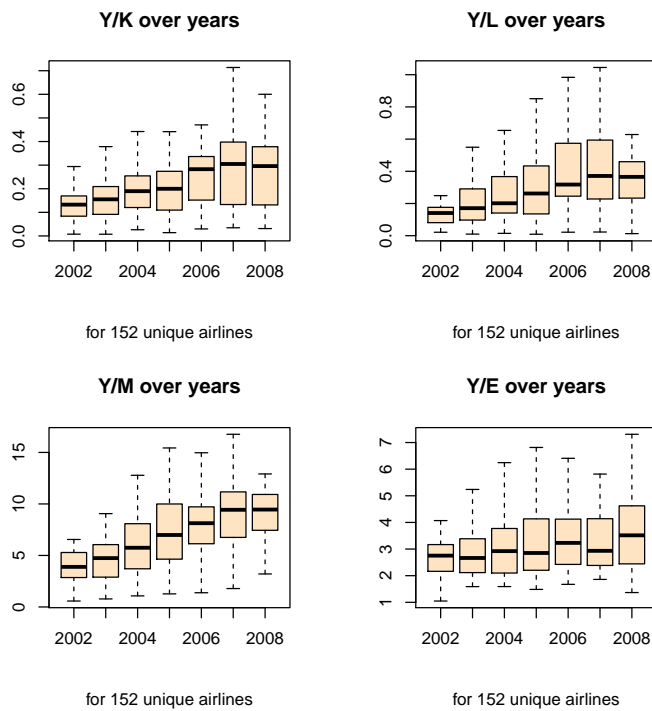 Y/K over years
0.0 0.2 0.4 0.6
2002 2004 2006 2008
for 152 unique airlines
Y/L over years
0.0 0.4 0.8
2002 2004 2006 2008
for 152 unique airlines
Y/M over years
0 5 10 15
2002 2004 2006 2008
for 152 unique airlines
Y/E over years
1 2 3 4 5 6 7
2002 2004 2006 2008
for 152 unique airlines